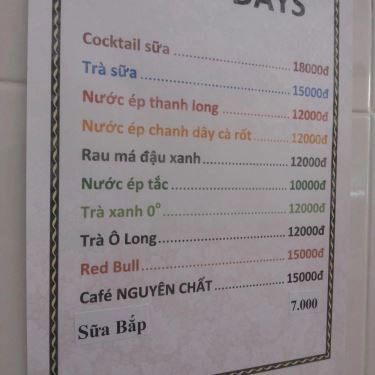 DAYS
Cocktail sữa 18000đ
Trà sữa 15000đ
Nước ép thanh long 12000đ
Nước ép chanh dây cà rốt 12000đ
Rau má đậu xanh 12000đ
Nước ép tắc 10000đ
Trà xanh 0° 12000đ
Trà Ô Long 12000đ
Red Bull 15000đ
Café NGUYÊN CHẤT 15000đ
Sữa Bắp 7.000